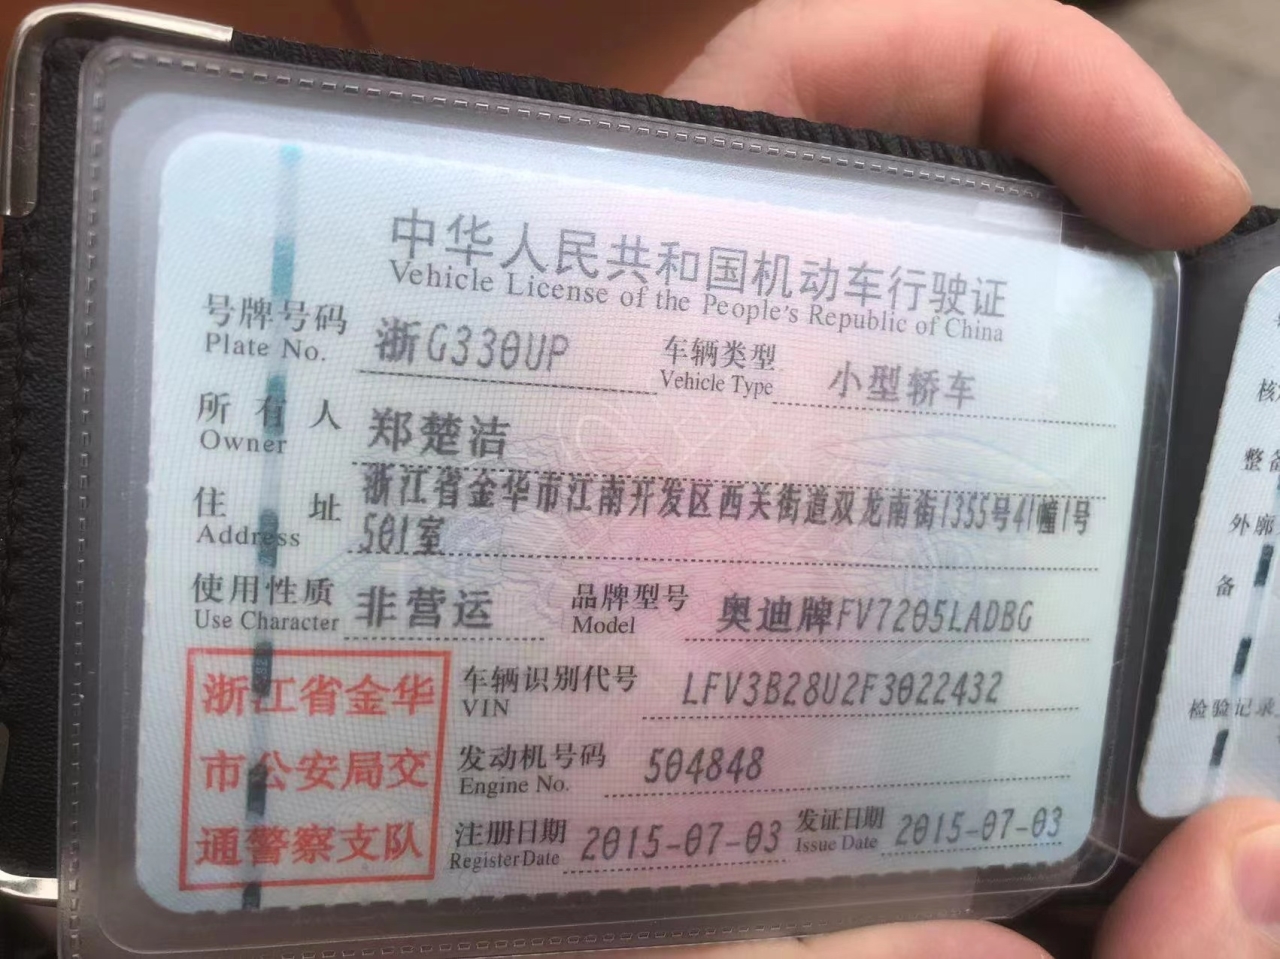 中华人民共和国机动车行驶证
Vehicle License of the People's Republic of China
号牌号码 浙G330UP 车辆类型 小型轿车
Plate No. Vehicle Type
所有人 郑楚洁
Owner
住址 浙江省金华市江南开发区西关街道双龙南街1355号41幢1号
Address 501室
使用性质 非营运 品牌型号 奥迪牌FV7205LADBG
Use Character Model
浙江省金华
市公安局交
通警察支队
车辆识别代号 LFV3B28U2F3022432
VIN
发动机号码 504848
Engine No.
注册日期 2015-07-03 发证日期 2015-07-03
Register Date Issue Date
整备
外廓
备
检验记录